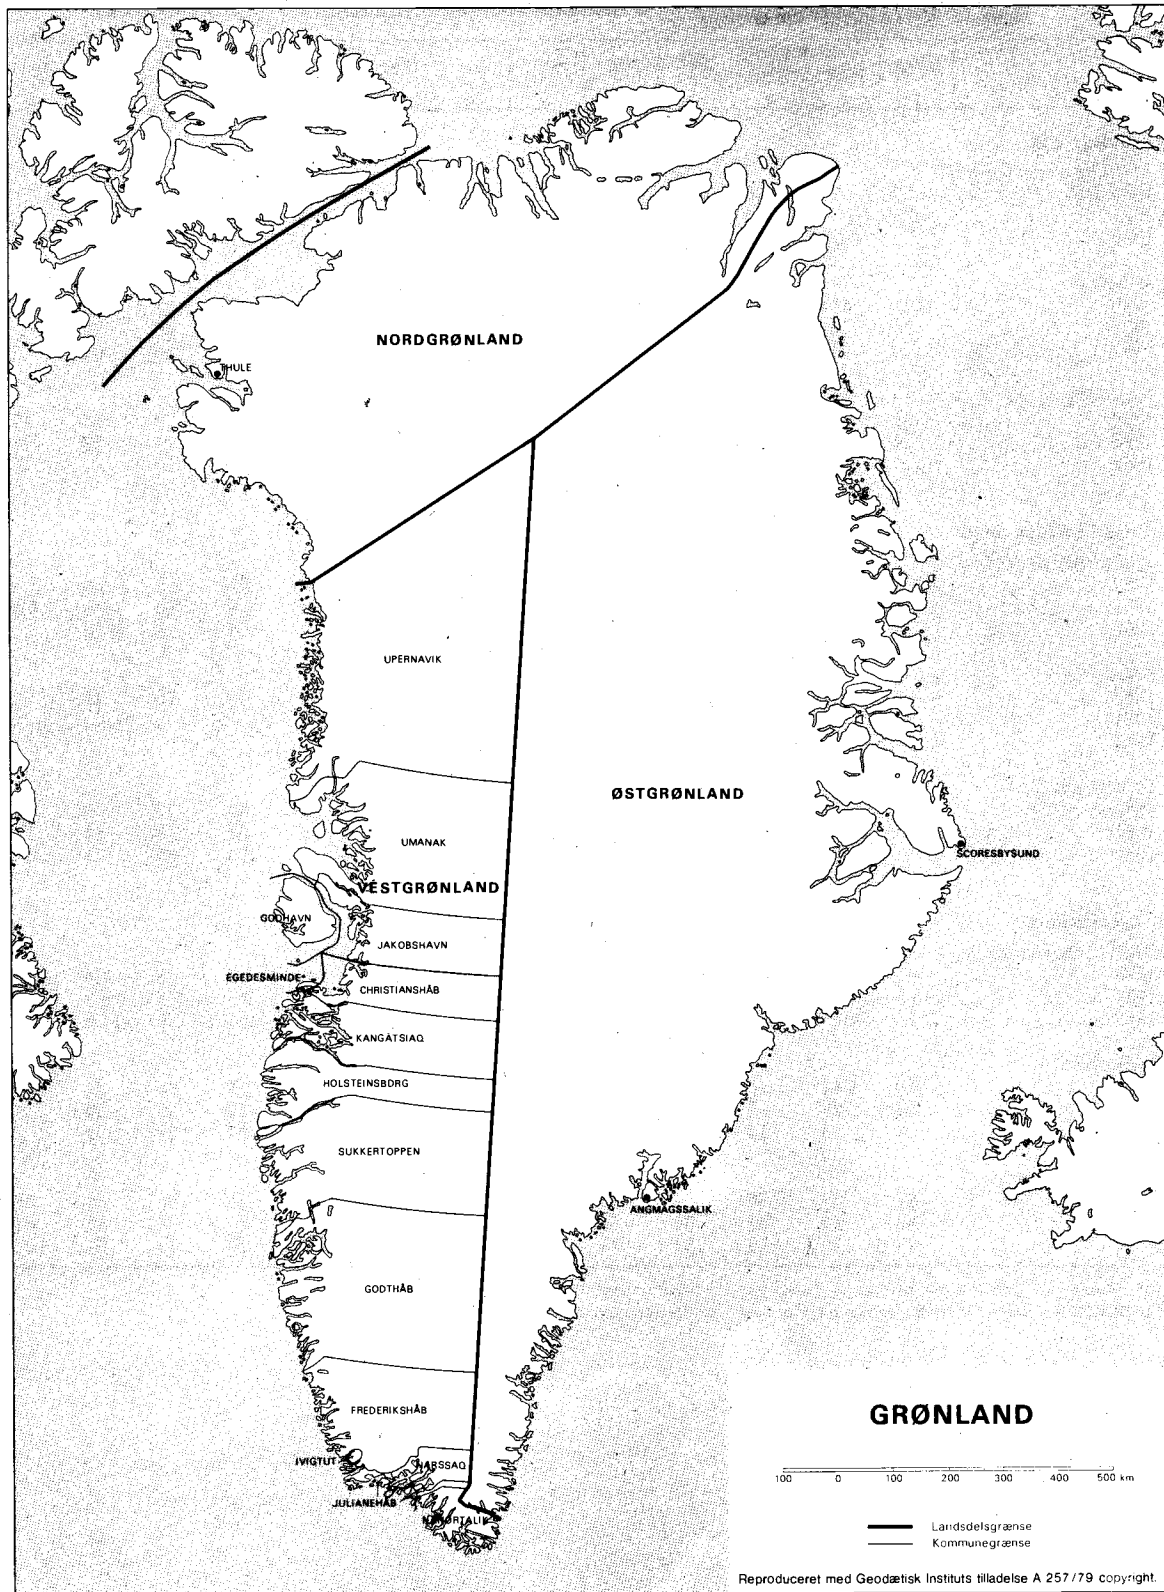 NORDGRØNLAND
THULE
UPERNAVIK
ØSTGRØNLAND
UMANAK
SCORESBYSUND
VESTGRØNLAND
GODHAVN
JAKOBSHAVN
EGEDESMINDE
CHRISTIANSHÅB
KANGÅTSIAQ
HOLSTEINSBORG
SUKKERTOPPEN
ANGMAGSSALIK
GODTHÅB
FREDERIKSHÅB
GRØNLAND
IVIGTUT
NARSSAQ
100 0 100 200 300 400 500 km
JULIANEHÅB
NANORTALIK
Landsdelsgrænse
Kommunegrænse
Reproduceret med Geodætisk Instituts tilladelse A 257/79 copyright.